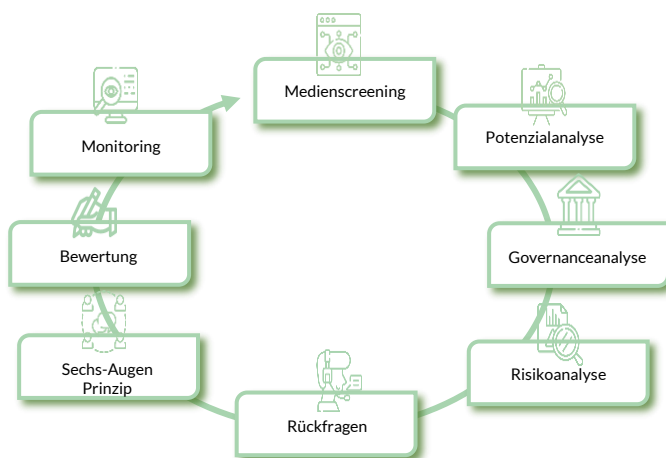 Medienscreening
Potenzialanalyse
Governanceanalyse
Risikoanalyse
Rückfragen
Sechs-Augen
Prinzip
Bewertung
Monitoring